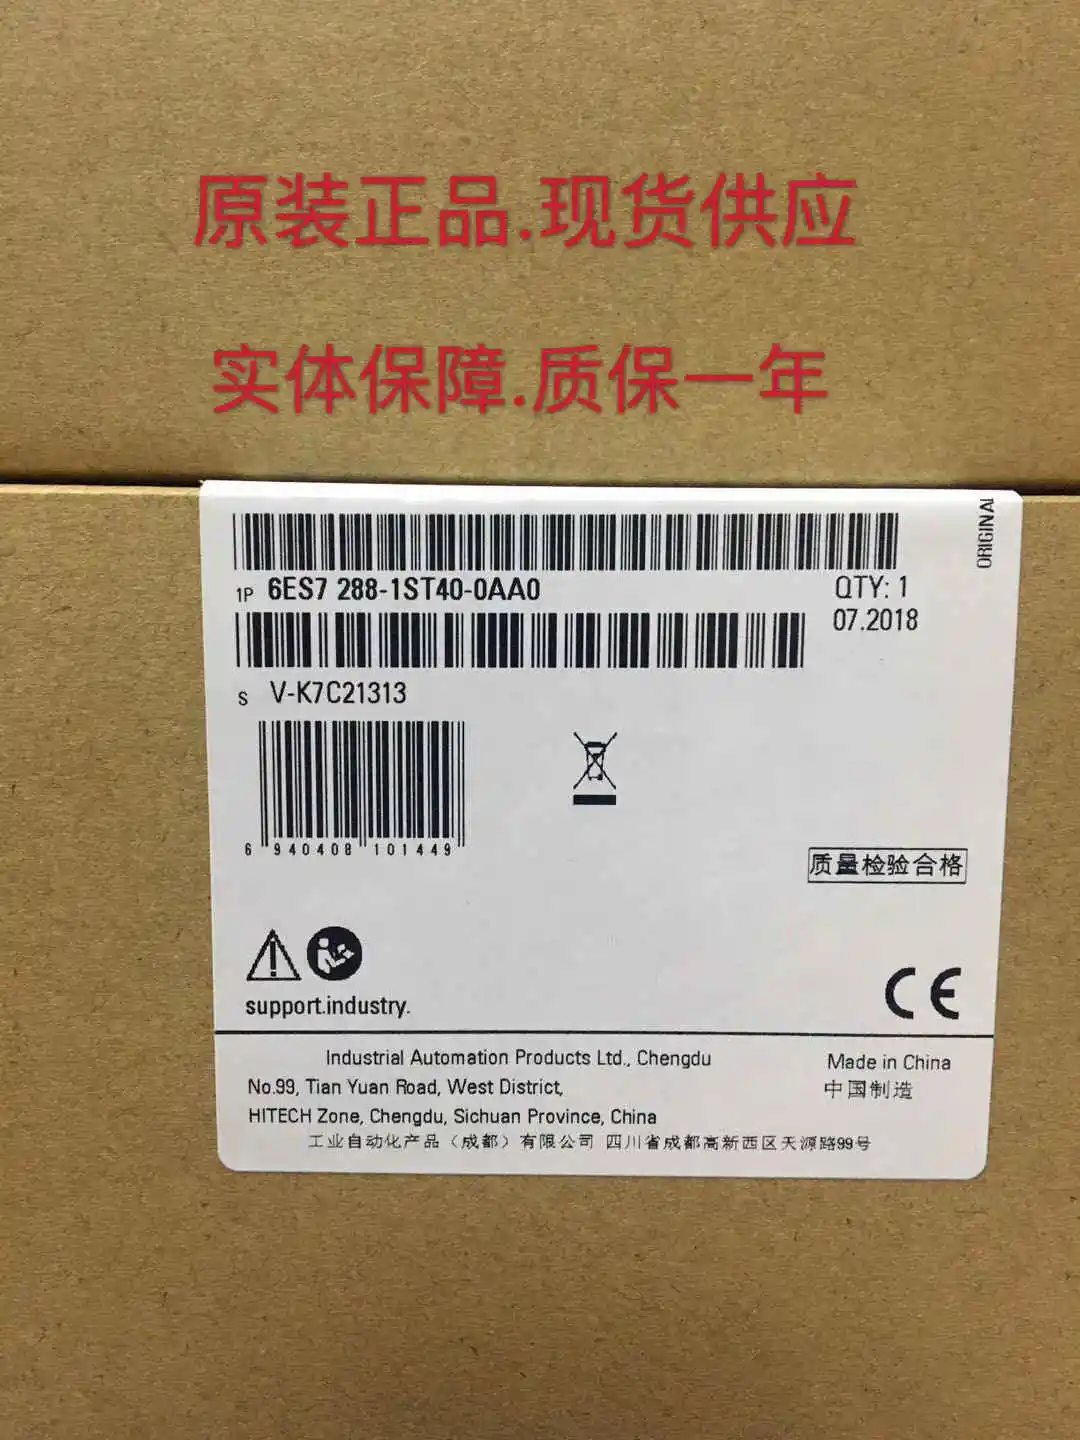 原装正品.现货供应
实体保障.质保一年
ORIGINAL
1P 6ES7 288-1ST40-0AA0
QTY: 1
07.2018
S V-K7C21313
6 940408 101449
质量检验合格
support.industry.
CE
Industrial Automation Products Ltd., Chengdu
No.99, Tian Yuan Road, West District,
HITECH Zone, Chengdu, Sichuan Province, China
Made in China
中国制造
工业自动化产品（成都）有限公司 四川省成都高新西区天源路99号